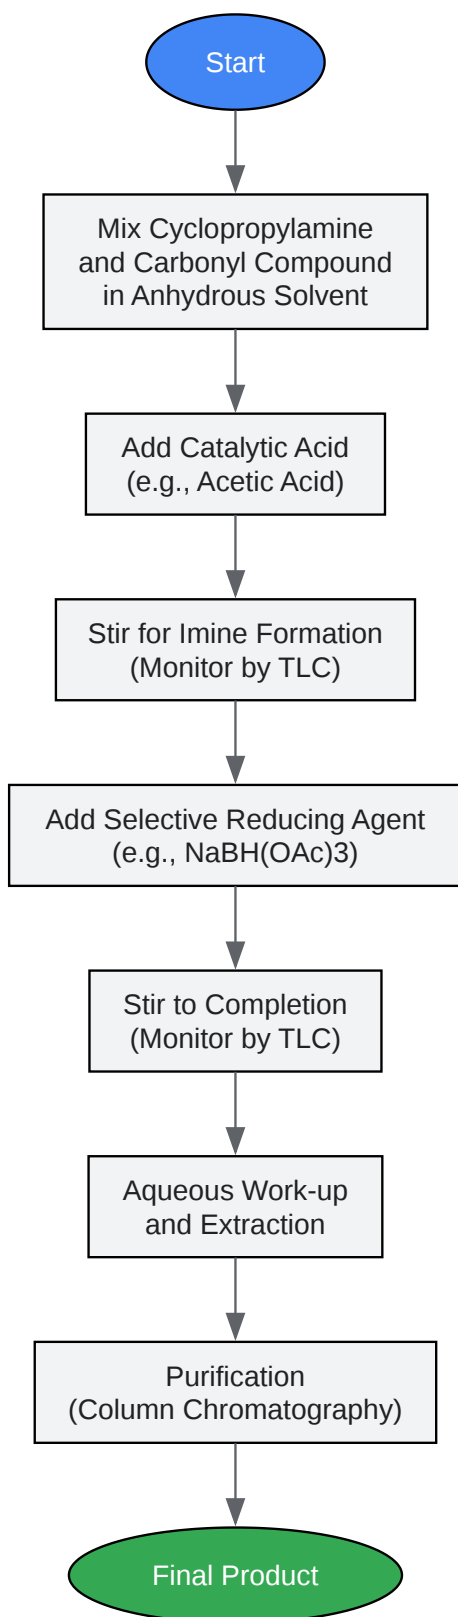 Start
Mix Cyclopropylamine
and Carbonyl Compound
in Anhydrous Solvent
Add Catalytic Acid
(e.g., Acetic Acid)
Stir for Imine Formation
(Monitor by TLC)
Add Selective Reducing Agent
(e.g., NaBH(OAc)3)
Stir to Completion
(Monitor by TLC)
Aqueous Work-up
and Extraction
Purification
(Column Chromatography)
Final Product